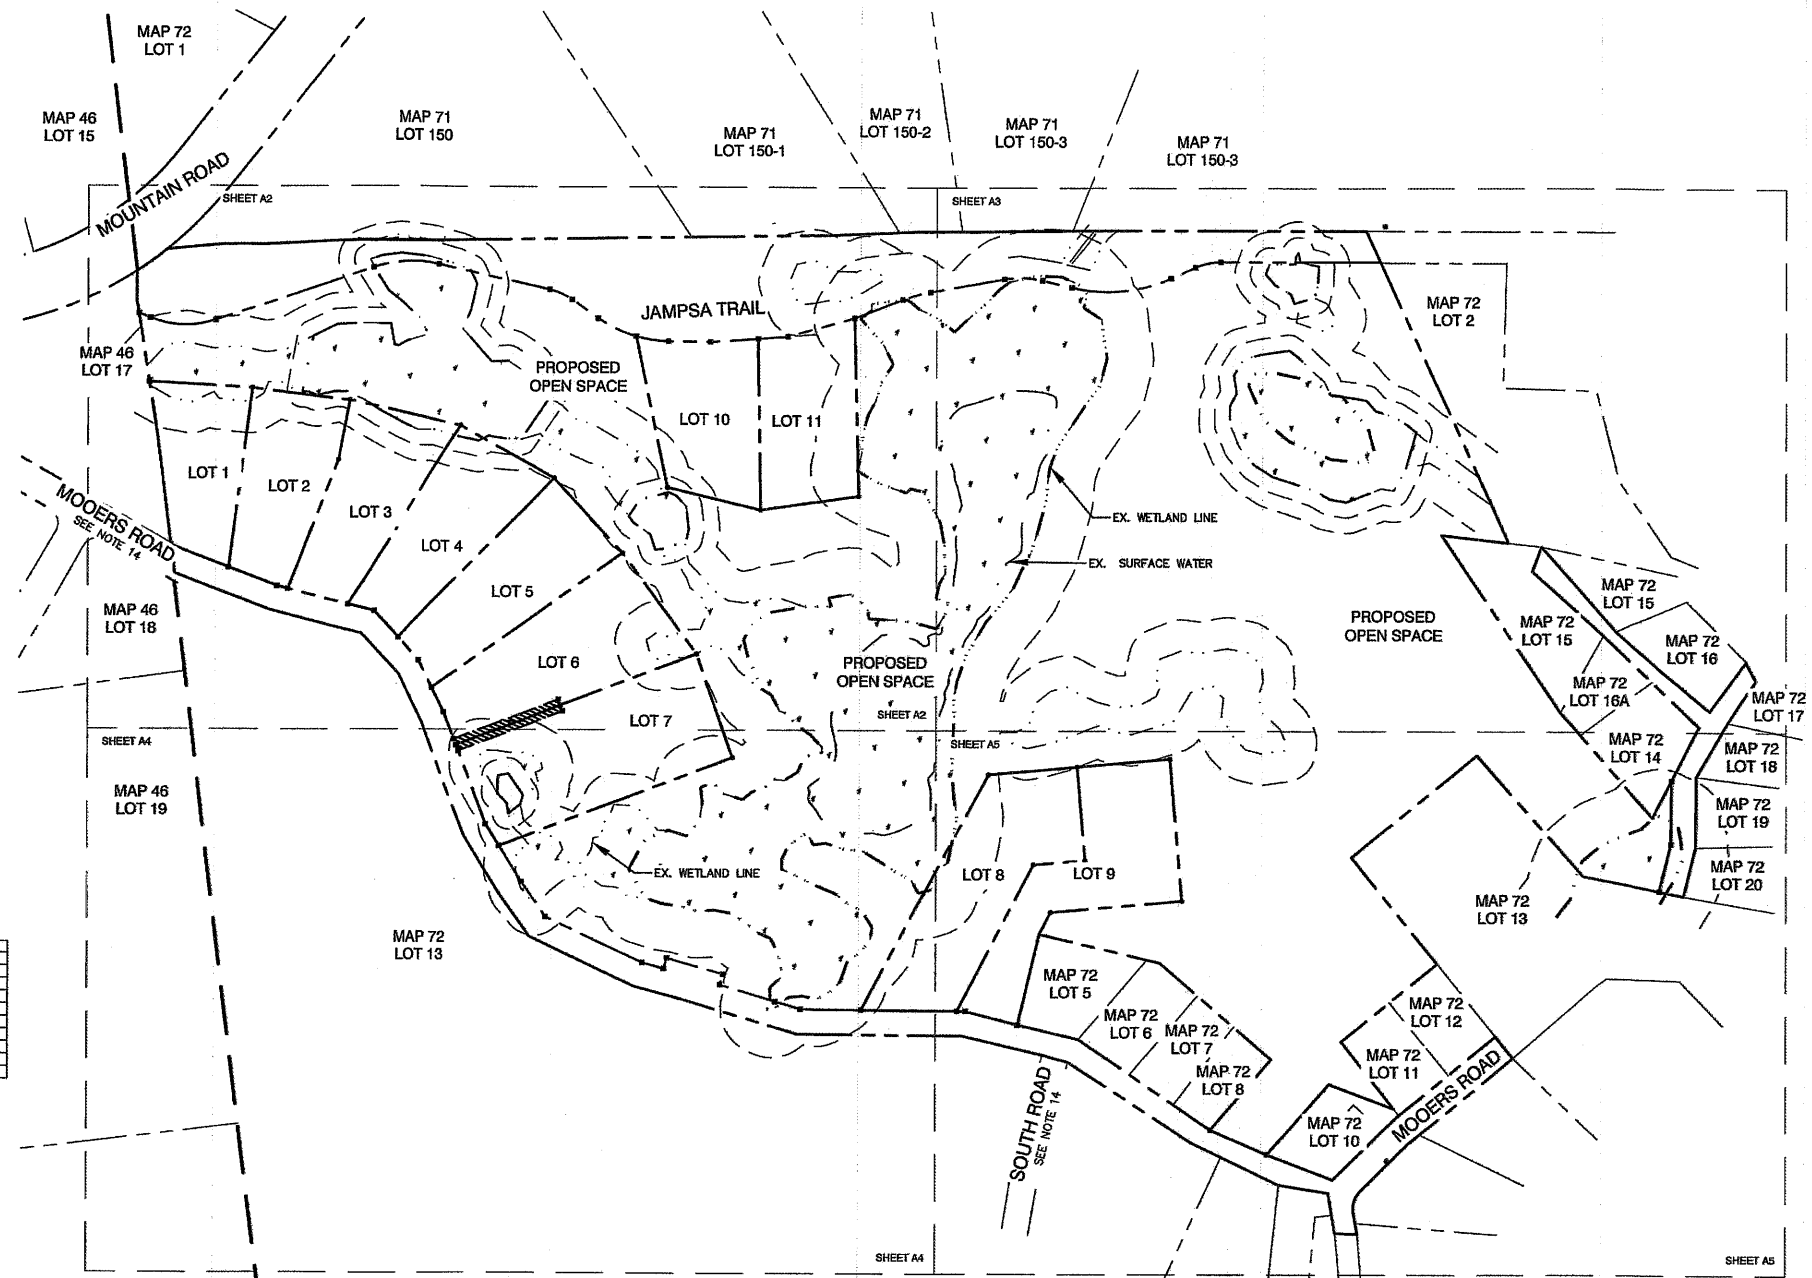 MAP 72
LOT 1
MAP 46
LOT 15
MAP 71
LOT 150
MAP 71
LOT 150-1
MAP 71
LOT 150-2
MAP 71
LOT 150-3
MAP 71
LOT 150-3
MOUNTAIN ROAD
SHEET A2
SHEET A3
JAMPSA TRAIL
MAP 72
LOT 2
MAP 46
LOT 17
PROPOSED
OPEN SPACE
LOT 10
LOT 11
LOT 1
LOT 2
LOT 3
LOT 4
LOT 5
LOT 6
LOT 7
MOOERS ROAD
SEE NOTE 14
EX. WETLAND LINE
EX. SURFACE WATER
MAP 46
LOT 18
PROPOSED
OPEN SPACE
PROPOSED
OPEN SPACE
MAP 72
LOT 15
MAP 72
LOT 15
MAP 72
LOT 16
MAP 72
LOT 16A
MAP 72
LOT 17
MAP 72
LOT 14
MAP 72
LOT 18
SHEET A2
SHEET A4
SHEET A5
MAP 46
LOT 19
MAP 72
LOT 19
MAP 72
LOT 20
EX. WETLAND LINE
LOT 8
LOT 9
MAP 72
LOT 13
MAP 72
LOT 13
MAP 72
LOT 5
MAP 72
LOT 6
MAP 72
LOT 7
MAP 72
LOT 8
MAP 72
LOT 12
MAP 72
LOT 11
MAP 72
LOT 10
MOOERS ROAD
SOUTH ROAD
SEE NOTE 14
SHEET A4
SHEET A5